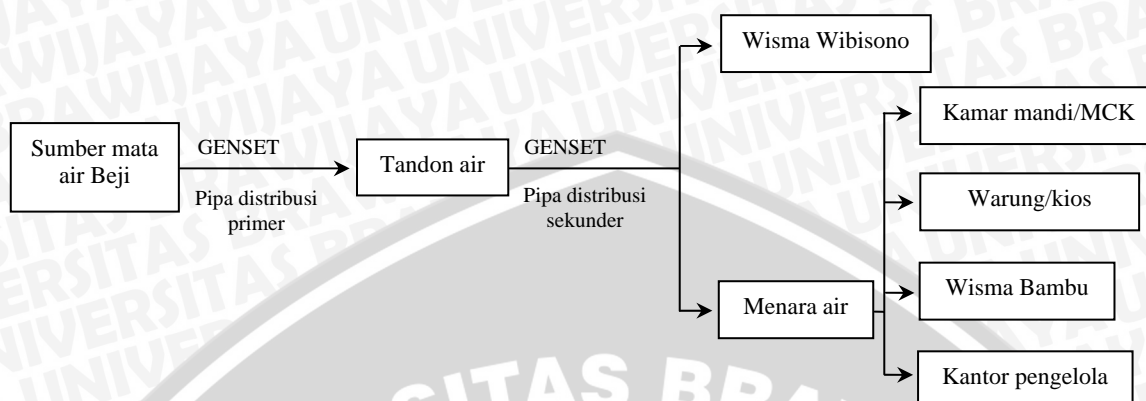 Wisma Wibisono
Kamar mandi/MCK
Sumber mata
air Beji
GENSET
Pipa distribusi
primer
Tandon air
GENSET
Pipa distribusi
sekunder
Warung/kios
Menara air
Wisma Bambu
Kantor pengelola